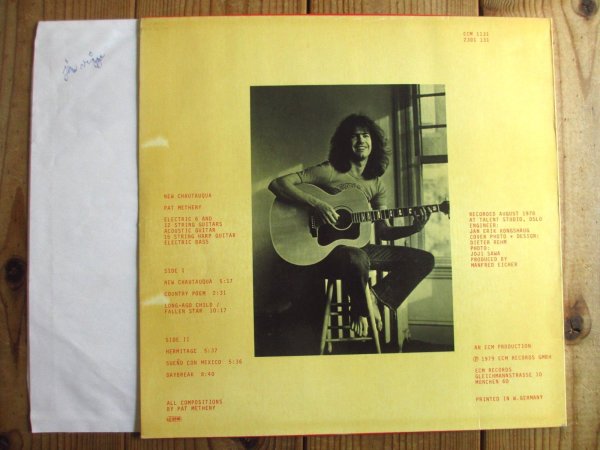 ECM 1131
2301 131
NEW CHAUTAUQUA
PAT METHENY
ELECTRIC 6 AND
12 STRING GUITARS
ACOUSTIC GUITAR
15 STRING HARP GUITAR
ELECTRIC BASS
SIDE I
NEW CHAUTAUQUA 5:17
COUNTRY POEM 2:31
LONG-AGO CHILD /
FALLEN STAR 10:17
SIDE II
HERMITAGE 5:37
SUEÑO CON MEXICO 5:36
DAYBREAK 8:40
ALL COMPOSITIONS
BY PAT METHENY
RECORDED AUGUST 1978
AT TALENT STUDIO, OSLO
ENGINEER:
JAN ERIK KONGSHAUG
COVER PHOTO + DESIGN:
DIETER REHM
PHOTO:
JOJI SAWA
PRODUCED BY
MANFRED EICHER
AN ECM PRODUCTION
℗ 1979 ECM RECORDS GMBH
ECM RECORDS
GLEICHMANNSTRASSE 10
MÜNCHEN 60
PRINTED IN W.GERMANY